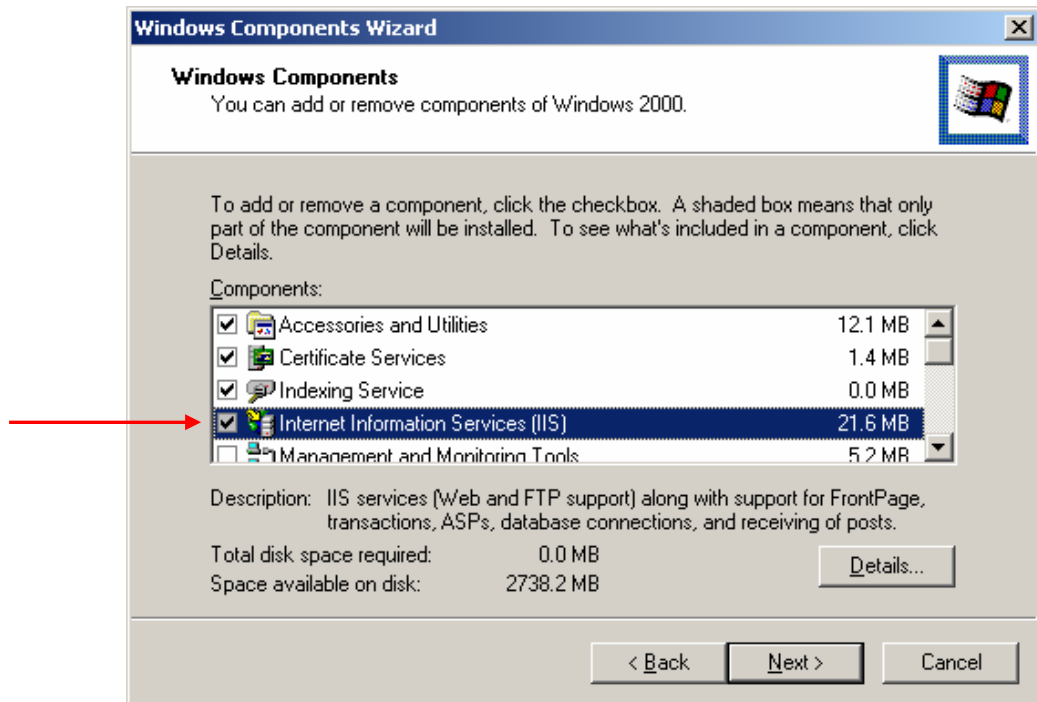 Windows Components Wizard
Windows Components
You can add or remove components of Windows 2000.
To add or remove a component, click the checkbox. A shaded box means that only
part of the component will be installed. To see what's included in a component, click
Details.
Components:
Accessories and Utilities 12.1 MB
Certificate Services 1.4 MB
Indexing Service 0.0 MB
Internet Information Services (IIS) 21.6 MB
Management and Monitoring Tools 5.2 MB
Description: IIS services (Web and FTP support) along with support for FrontPage,
transactions, ASPs, database connections, and receiving of posts.
Total disk space required: 0.0 MB
Space available on disk: 2738.2 MB
Details...
< Back Next > Cancel